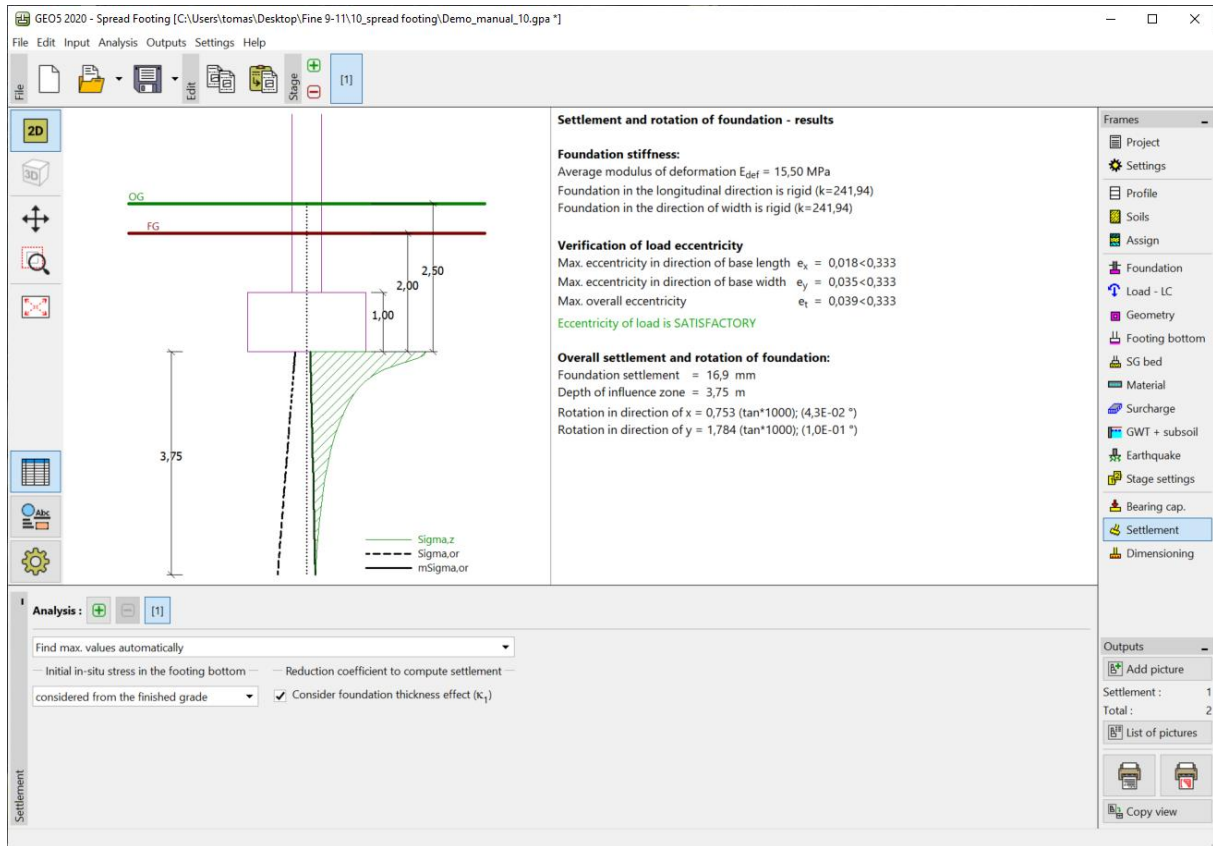 GEO5 2020 - Spread Footing [C:\Users\tomas\Desktop\Fine 9-11\10_spread footing\Demo_manual_10.gpa *]
File Edit Input Analysis Outputs Settings Help
File
Edit
Stage
[1]
2D
3D
OG
FG
2,50
2,00
1,00
3,75
Sigma,z
Sigma,or
mSigma,or
Abc
Settlement and rotation of foundation - results
Foundation stiffness:
Average modulus of deformation Edef = 15,50 MPa
Foundation in the longitudinal direction is rigid (k=241,94)
Foundation in the direction of width is rigid (k=241,94)
Verification of load eccentricity
Max. eccentricity in direction of base length ex = 0,018<0,333
Max. eccentricity in direction of base width ey = 0,035<0,333
Max. overall eccentricity et = 0,039<0,333
Eccentricity of load is SATISFACTORY
Overall settlement and rotation of foundation:
Foundation settlement = 16,9 mm
Depth of influence zone = 3,75 m
Rotation in direction of x = 0,753 (tan*1000); (4,3E-02 °)
Rotation in direction of y = 1,784 (tan*1000); (1,0E-01 °)
Frames
Project
Settings
Profile
Soils
Assign
Foundation
Load - LC
Geometry
Footing bottom
SG bed
Material
Surcharge
GWT + subsoil
Earthquake
Stage settings
Bearing cap.
Settlement
Dimensioning
Analysis : [1]
Find max. values automatically
Initial in-situ stress in the footing bottom
considered from the finished grade
Reduction coefficient to compute settlement
Consider foundation thickness effect (κ1)
Settlement
Outputs
Add picture
Settlement : 1
Total : 2
List of pictures
Copy view